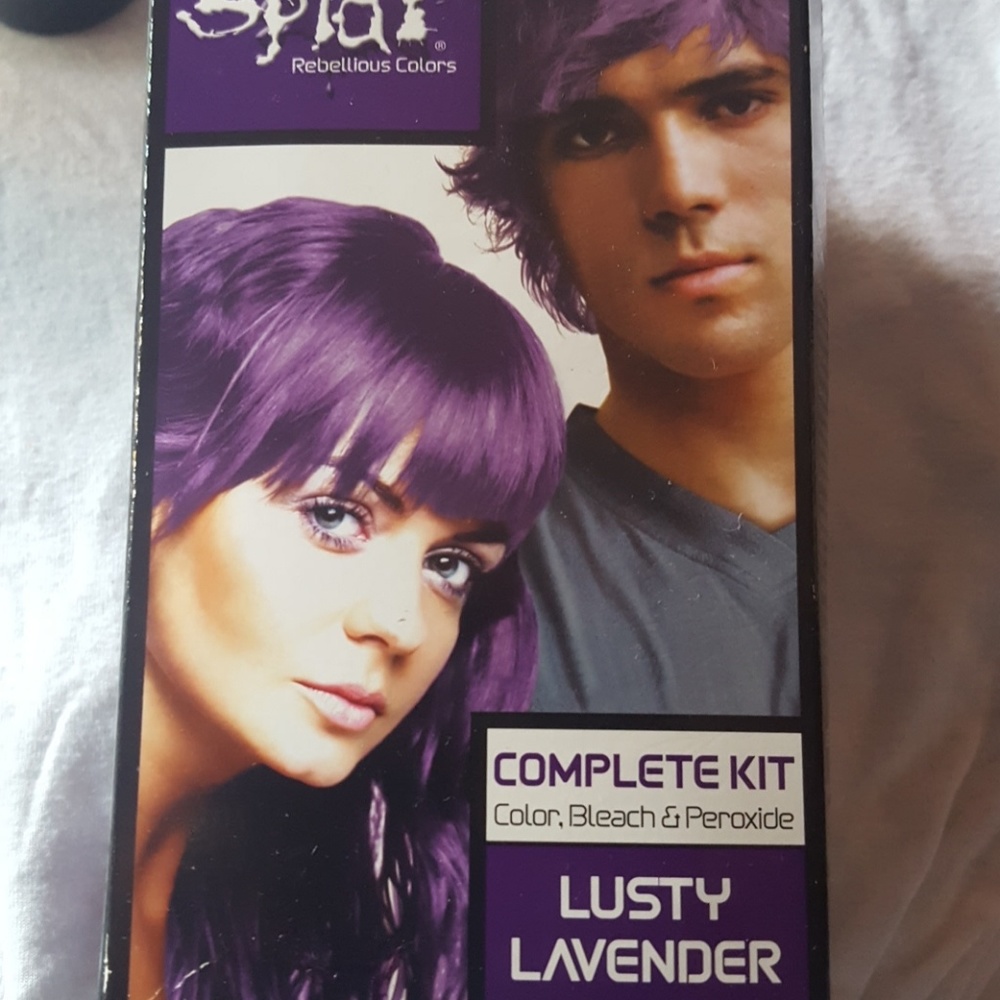 Splat®
Rebellious Colors
COMPLETE KIT
Color, Bleach & Peroxide
LUSTY
LAVENDER